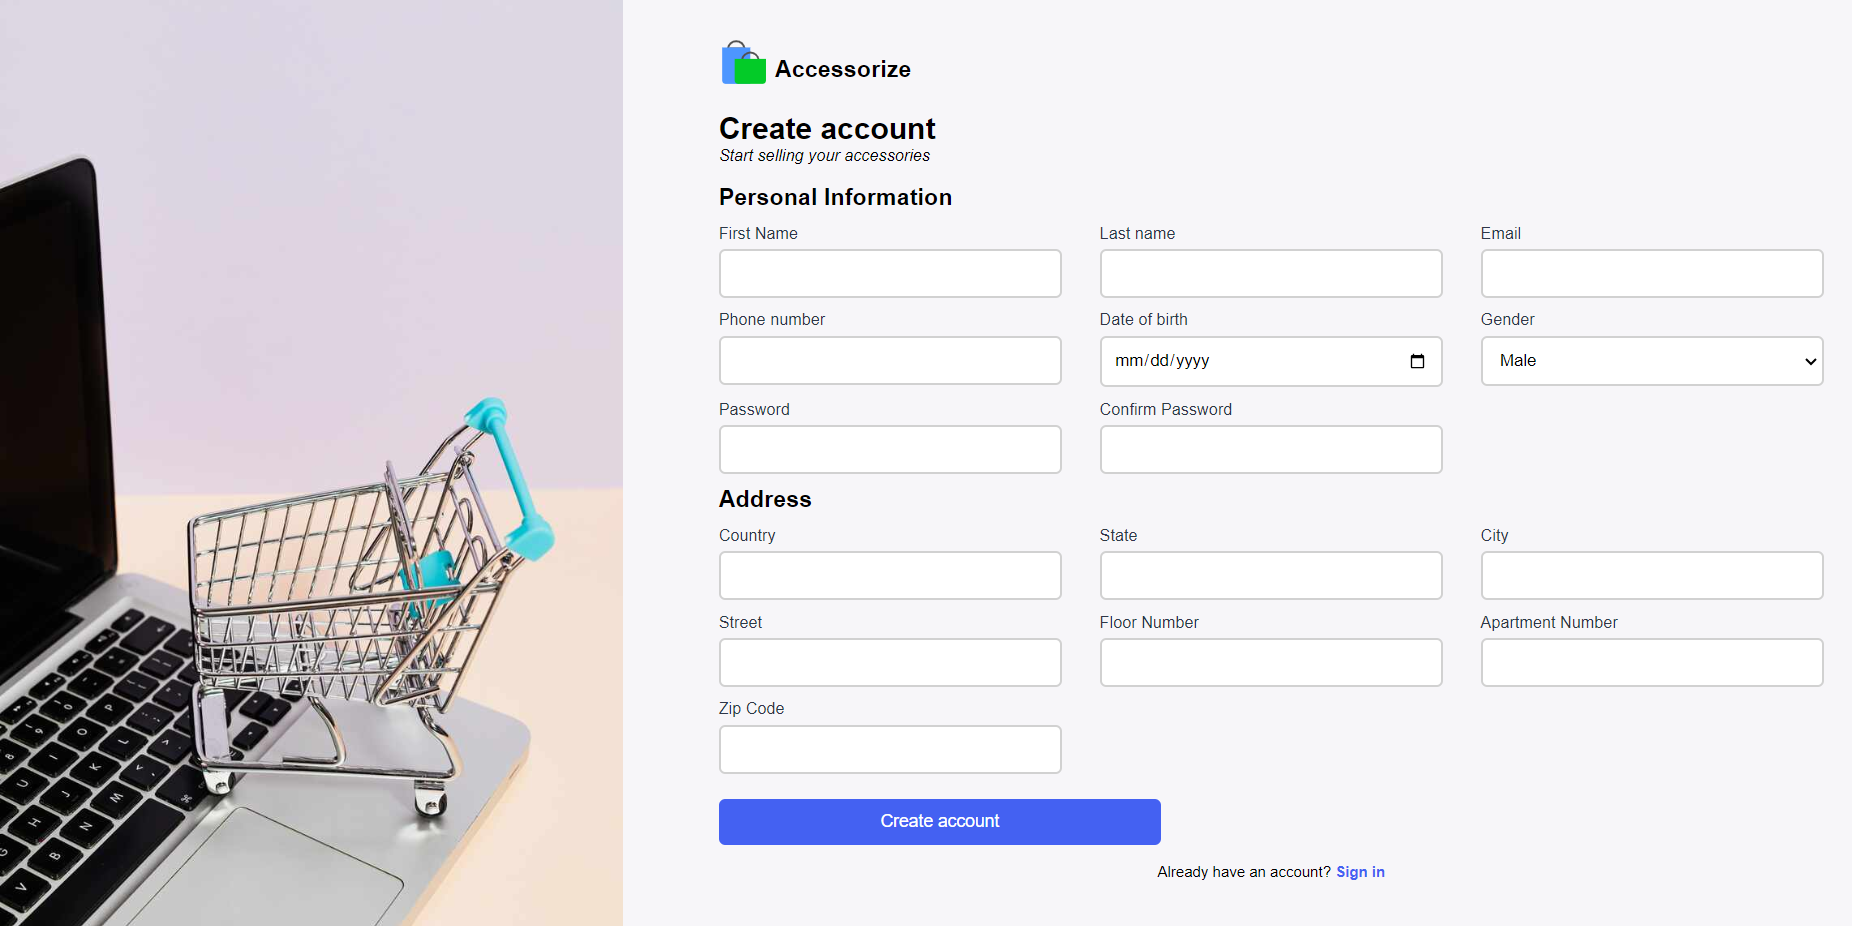 Accessorize
Create account
Start selling your accessories
Personal Information
First Name Last name Email
Phone number Date of birth Gender
mm/dd/yyyy Male
Password Confirm Password
Address
Country State City
Street Floor Number Apartment Number
Zip Code
Create account
Already have an account? Sign in